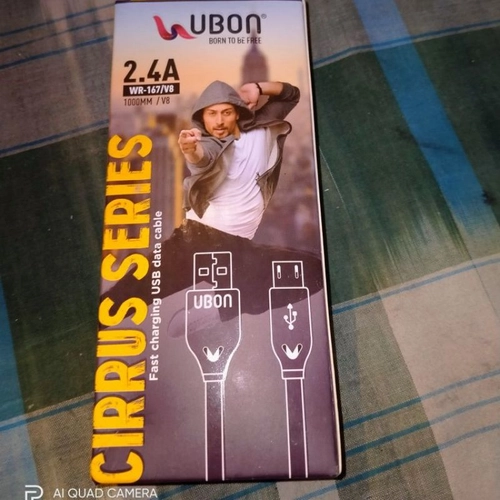 UBON®
BORN TO BE FREE
2.4A
WR-167/V8
1000MM / V8
CIRRUS SERIES
Fast charging USB data cable
UBON
AI QUAD CAMERA